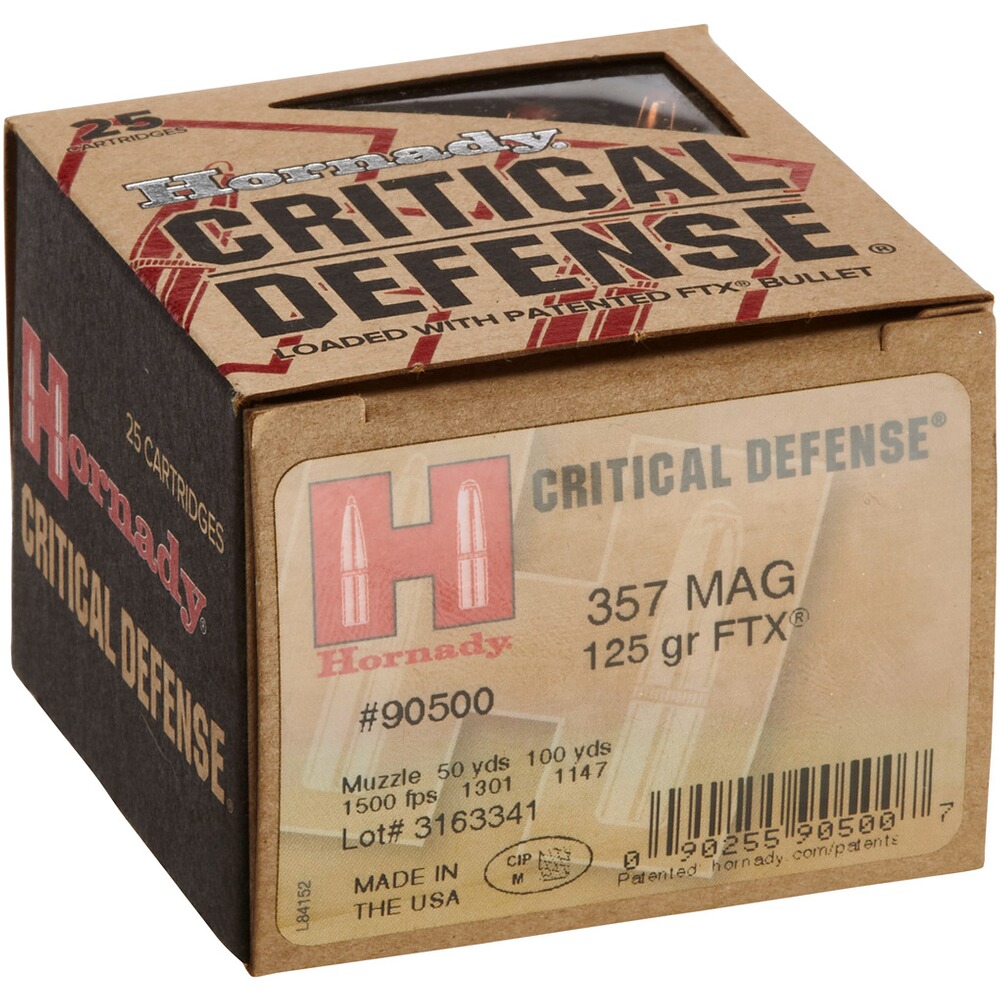 25
CARTRIDGES
Hornady.
CRITICAL
DEFENSE®
LOADED WITH PATENTED FTX® BULLET
Hornady®
25 CARTRIDGES
CRITICAL DEFENSE®
H
Hornady.
CRITICAL DEFENSE®
357 MAG
125 gr FTX®
#90500
Muzzle 50 yds 100 yds
1500 fps 1301 1147
Lot# 3163341
MADE IN
THE USA
CIP
M
0 90255 90500 7
Patented hornady.com/patents
L84152